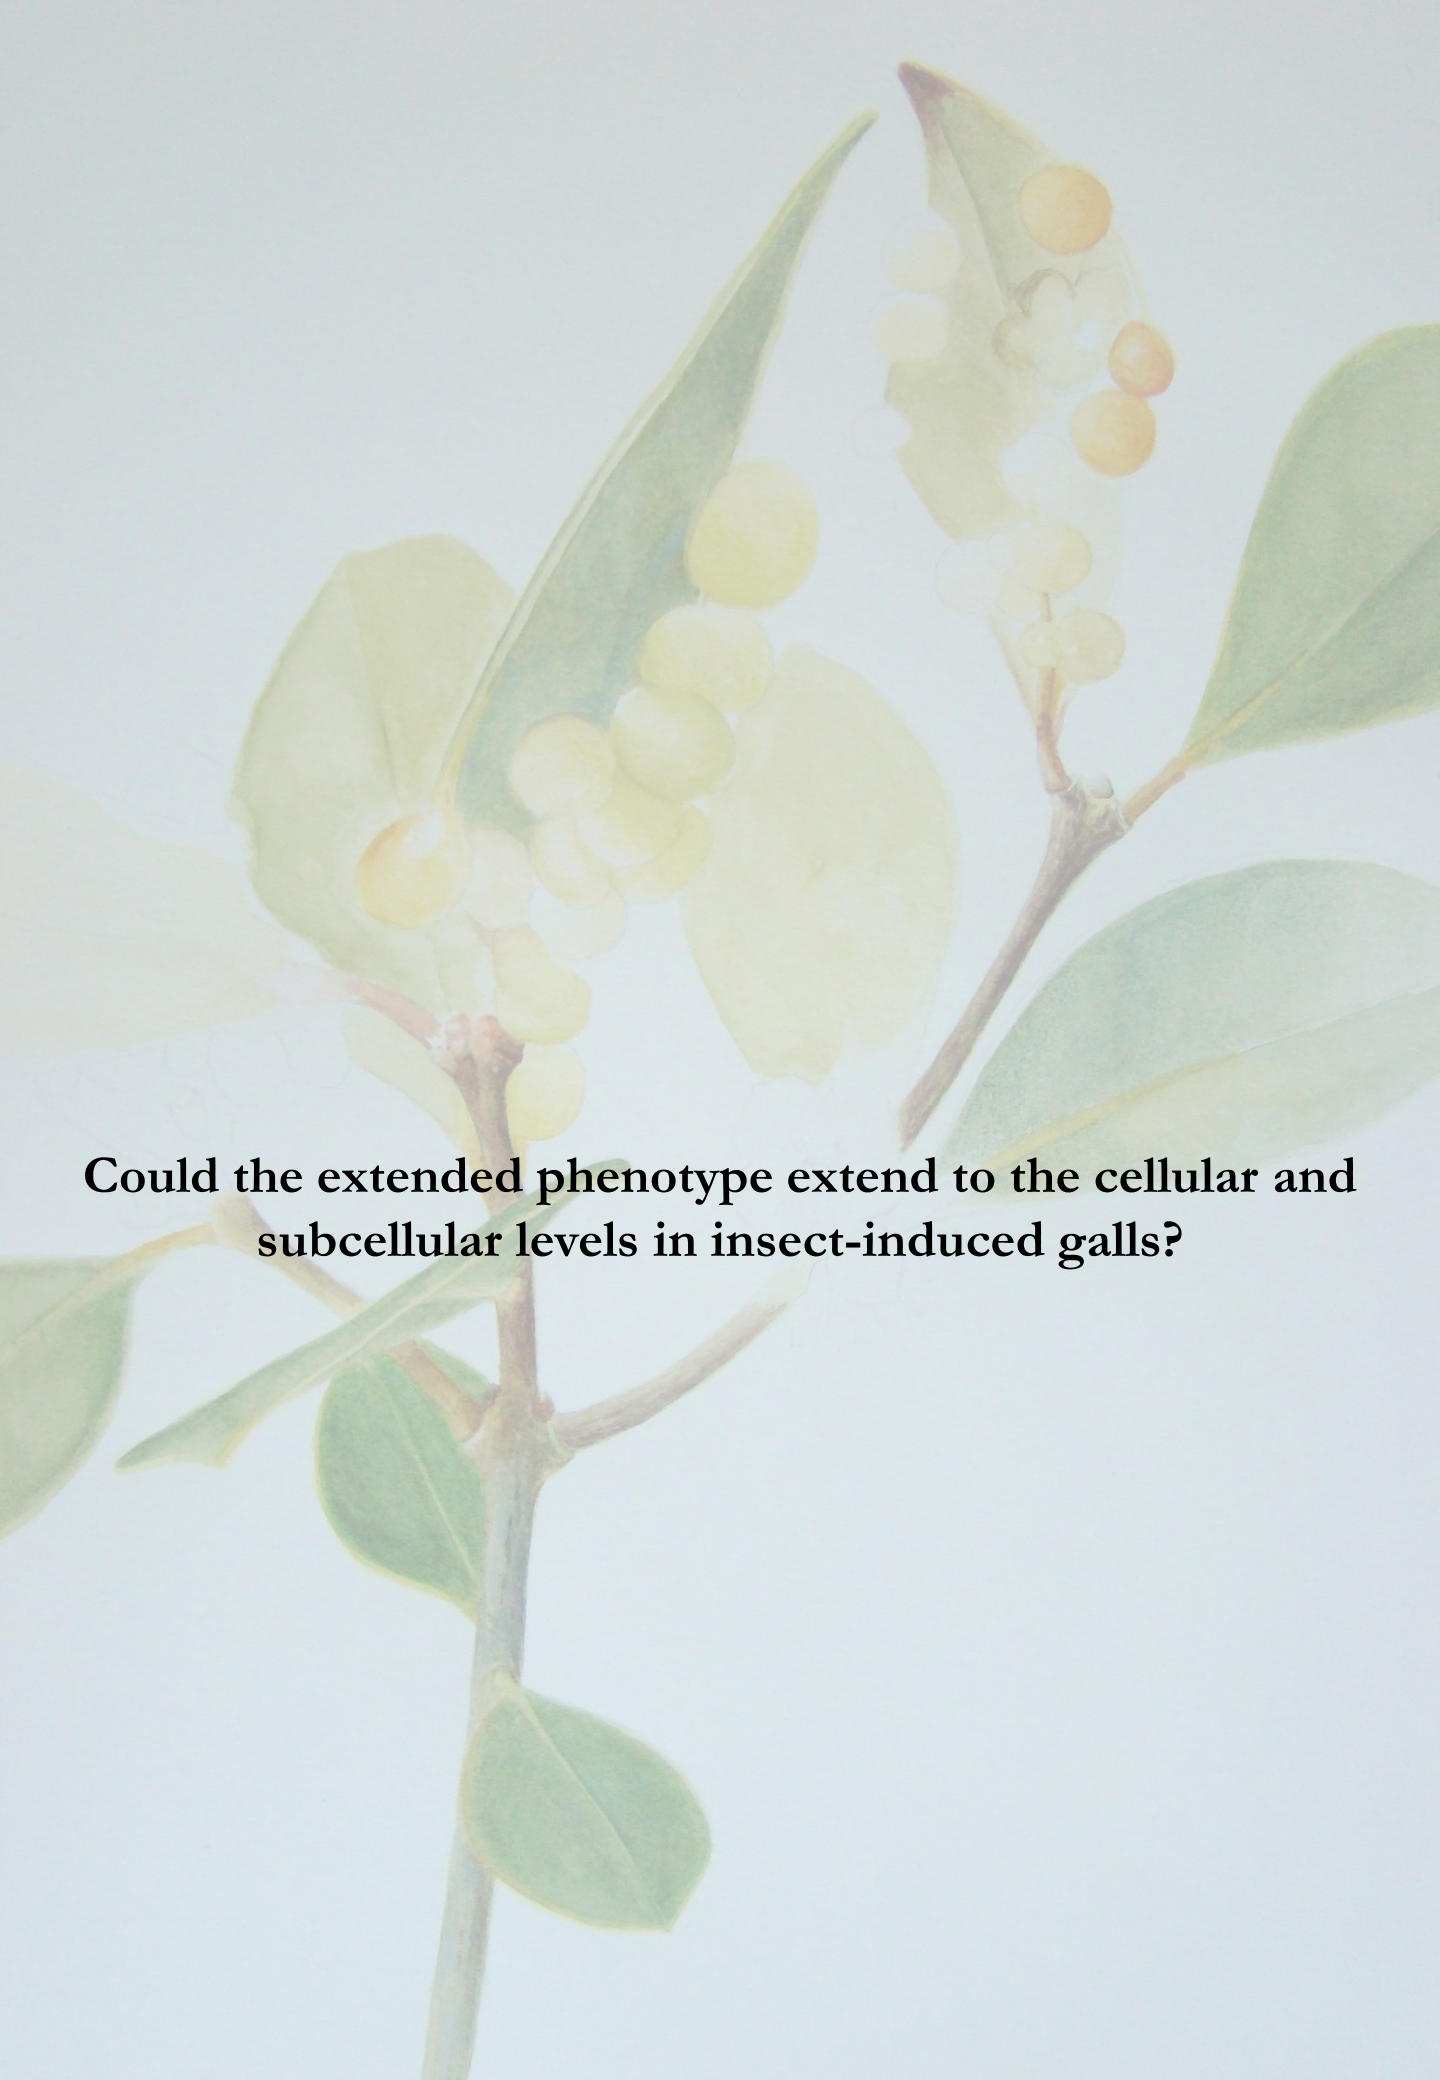 Could the extended phenotype extend to the cellular and
subcellular levels in insect-induced galls?